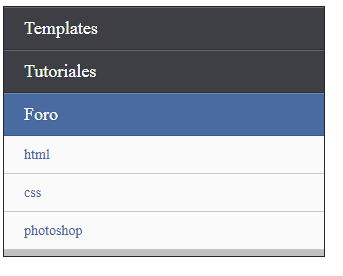 Templates
Tutoriales
Foro
html
css
photoshop